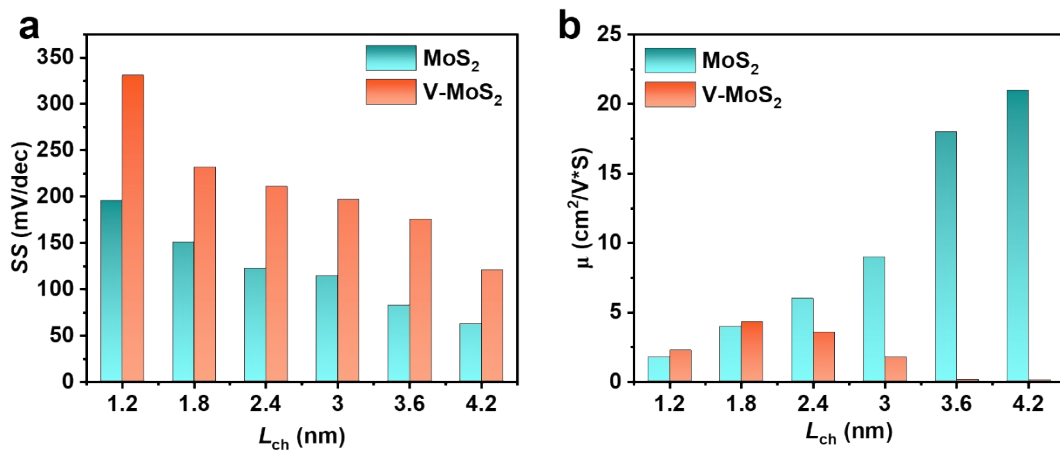 a
350
300
250
200
150
100
50
0
SS (mV/dec)
MoS₂
V-MoS₂
1.2 1.8 2.4 3 3.6 4.2
L_ch (nm)
b
25
20
15
10
5
0
μ (cm²/V*S)
MoS₂
V-MoS₂
1.2 1.8 2.4 3 3.6 4.2
L_ch (nm)